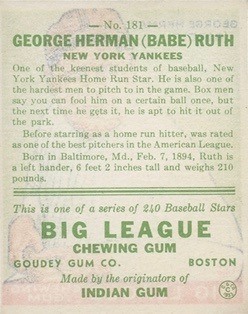 — No. 181 —
GEORGE HERMAN (BABE) RUTH
NEW YORK YANKEES
One of the keenest students of baseball, New
York Yankees Home Run Star. He is also one of
the hardest men to pitch to in the game. Box men
say you can fool him on a certain ball once, but
the next time he gets it, he is apt to hit it out of
the park.
Before starring as a home run hitter, was rated
as one of the best pitchers in the American League.
Born in Baltimore, Md., Feb. 7, 1894, Ruth is
a left hander, 6 feet 2 inches tall and weighs 210
pounds.
This is one of a series of 240 Baseball Stars
BIG LEAGUE
CHEWING GUM
GOUDEY GUM CO. BOSTON
Made by the originators of
INDIAN GUM